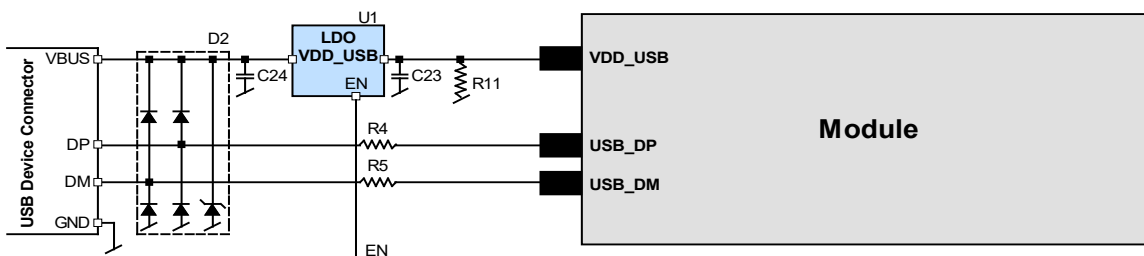 U1
D2
LDO
VDD_USB
VBUS
C24
EN
C23
R11
VDD_USB
USB Device Connector
DP
R4
USB_DP
Module
DM
R5
USB_DM
GND
EN